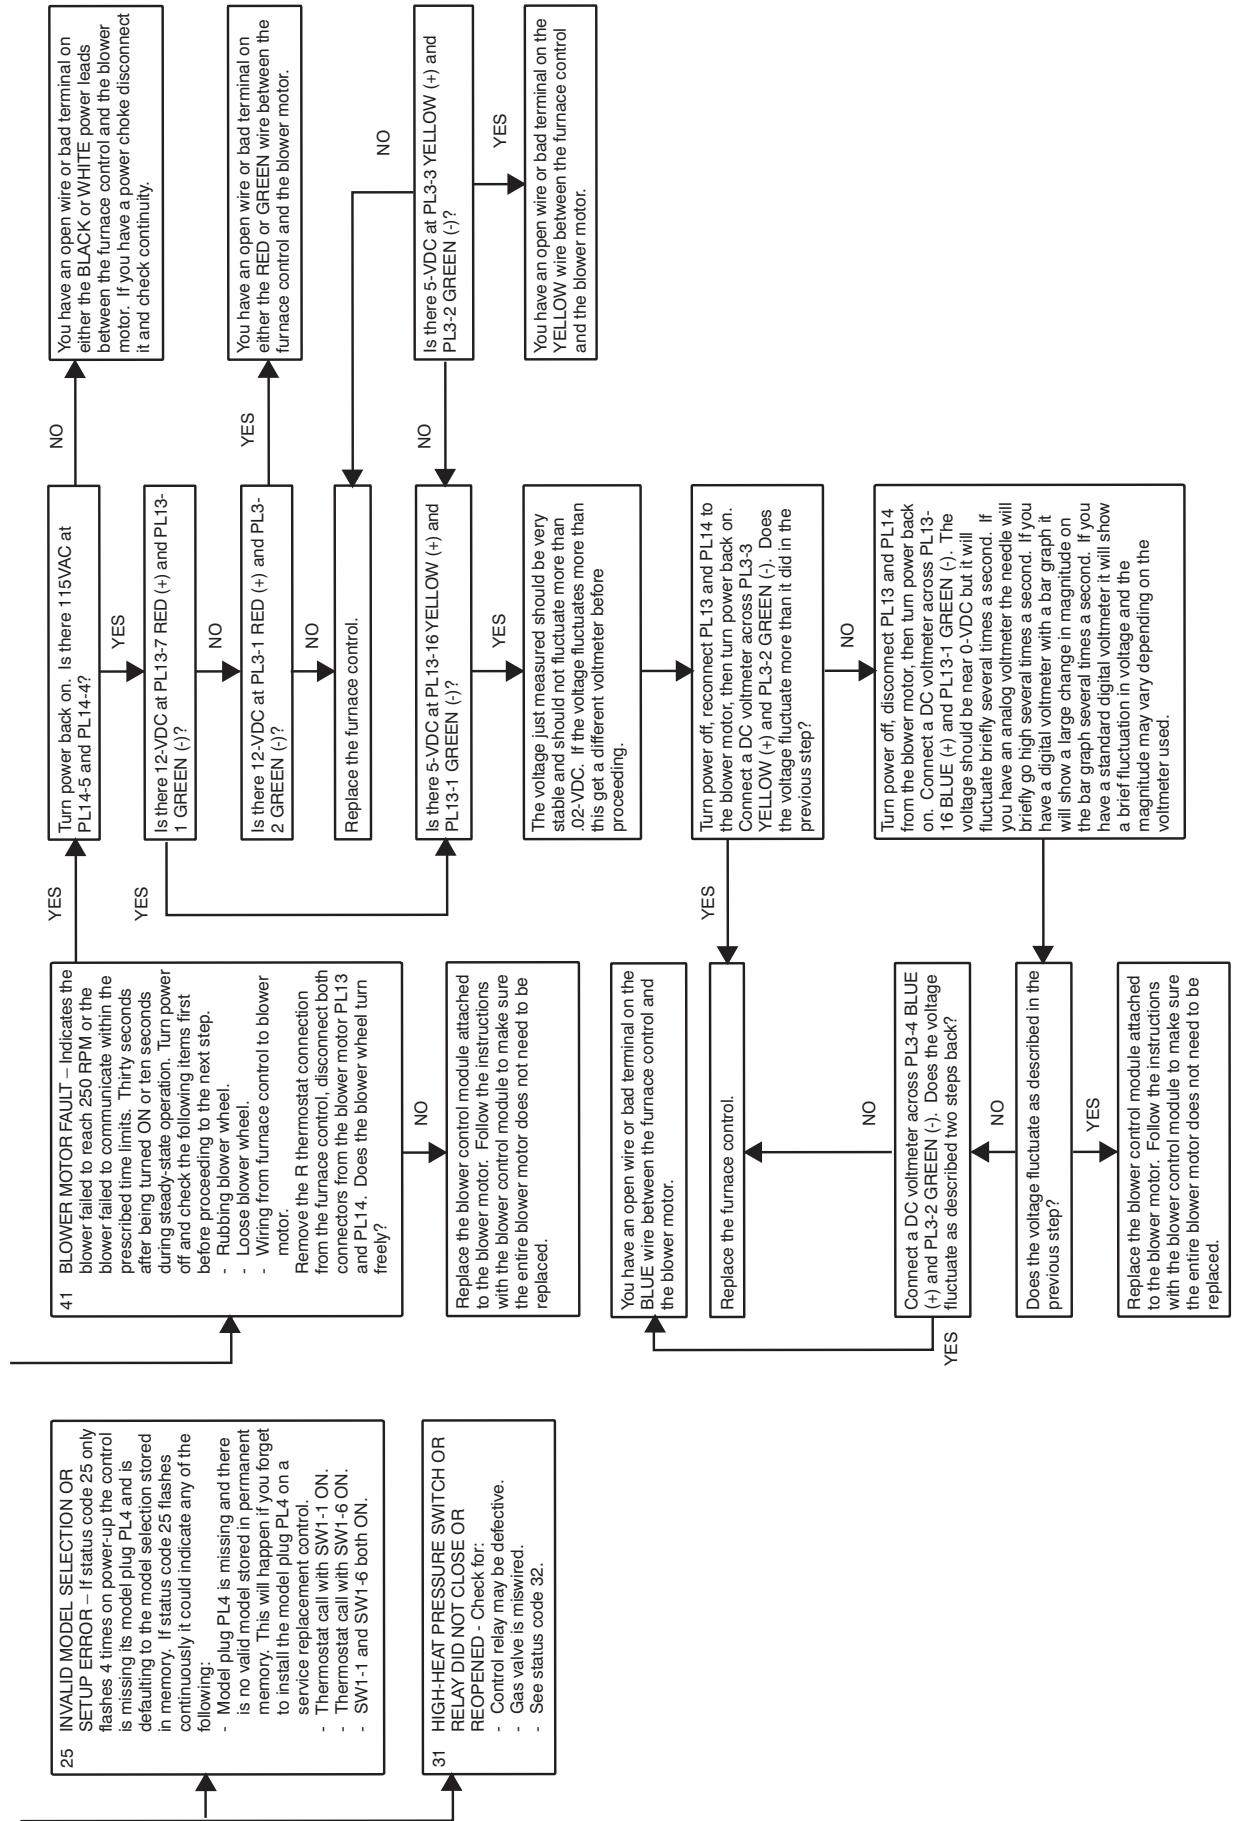 25 INVALID MODEL SELECTION OR
SETUP ERROR – If status code 25 only
flashes 4 times on power-up the control
is missing its model plug PL4 and is
defaulting to the model selection stored
in memory. If status code 25 flashes
continuously it could indicate any of the
following:
- Model plug PL4 is missing and there
is no valid model stored in permanent
memory. This will happen if you forget
to install the model plug PL4 on a
service replacement control.
- Thermostat call with SW1-1 ON.
- Thermostat call with SW1-6 ON.
- SW1-1 and SW1-6 both ON.
31 HIGH-HEAT PRESSURE SWITCH OR
RELAY DID NOT CLOSE OR
REOPENED - Check for:
- Control relay may be defective.
- Gas valve is miswired.
- See status code 32.
41 BLOWER MOTOR FAULT – Indicates the
blower failed to reach 250 RPM or the
blower failed to communicate within the
prescribed time limits. Thirty seconds
after being turned ON or ten seconds
during steady-state operation. Turn power
off and check the following items first
before proceeding to the next step.
- Rubbing blower wheel.
- Loose blower wheel.
- Wiring from furnace control to blower
motor.
Remove the R thermostat connection
from the furnace control, disconnect both
connectors from the blower motor PL13
and PL14. Does the blower wheel turn
freely?
NO
Replace the blower control module attached
to the blower motor. Follow the instructions
with the blower control module to make sure
the entire blower motor does not need to be
replaced.
YES
Turn power back on. Is there 115VAC at
PL14-5 and PL14-4?
NO
You have an open wire or bad terminal on
either the BLACK or WHITE power leads
between the furnace control and the blower
motor. If you have a power choke disconnect
it and check continuity.
YES
Is there 12-VDC at PL13-7 RED (+) and PL13-
1 GREEN (-)?
YES
NO
Is there 12-VDC at PL3-1 RED (+) and PL3-
2 GREEN (-)?
YES
You have an open wire or bad terminal on
either the RED or GREEN wire between the
furnace control and the blower motor.
NO
Replace the furnace control.
Is there 5-VDC at PL13-16 YELLOW (+) and
PL13-1 GREEN (-)?
NO
Is there 5-VDC at PL3-3 YELLOW (+) and
PL3-2 GREEN (-)?
NO
YES
You have an open wire or bad terminal on the
YELLOW wire between the furnace control
and the blower motor.
YES
The voltage just measured should be very
stable and should not fluctuate more than
.02-VDC. If the voltage fluctuates more than
this get a different voltmeter before
proceeding.
Turn power off, reconnect PL13 and PL14 to
the blower motor, then turn power back on.
Connect a DC voltmeter across PL3-3
YELLOW (+) and PL3-2 GREEN (-). Does
the voltage fluctuate more than it did in the
previous step?
YES
Replace the furnace control.
NO
Turn power off, disconnect PL13 and PL14
from the blower motor, then turn power back
on. Connect a DC voltmeter across PL13-
16 BLUE (+) and PL13-1 GREEN (-). The
voltage should be near 0-VDC but it will
fluctuate briefly several times a second. If
you have an analog voltmeter the needle will
briefly go high several times a second. If you
have a digital voltmeter with a bar graph it
will show a large change in magnitude on
the bar graph several times a second. If you
have a standard digital voltmeter it will show
a brief fluctuation in voltage and the
magnitude may vary depending on the
voltmeter used.
Does the voltage fluctuate as described in the
previous step?
YES
Replace the blower control module attached
to the blower motor. Follow the instructions
with the blower control module to make sure
the entire blower motor does not need to be
replaced.
NO
Connect a DC voltmeter across PL3-4 BLUE
(+) and PL3-2 GREEN (-). Does the voltage
fluctuate as described two steps back?
NO
YES
You have an open wire or bad terminal on the
BLUE wire between the furnace control and
the blower motor.